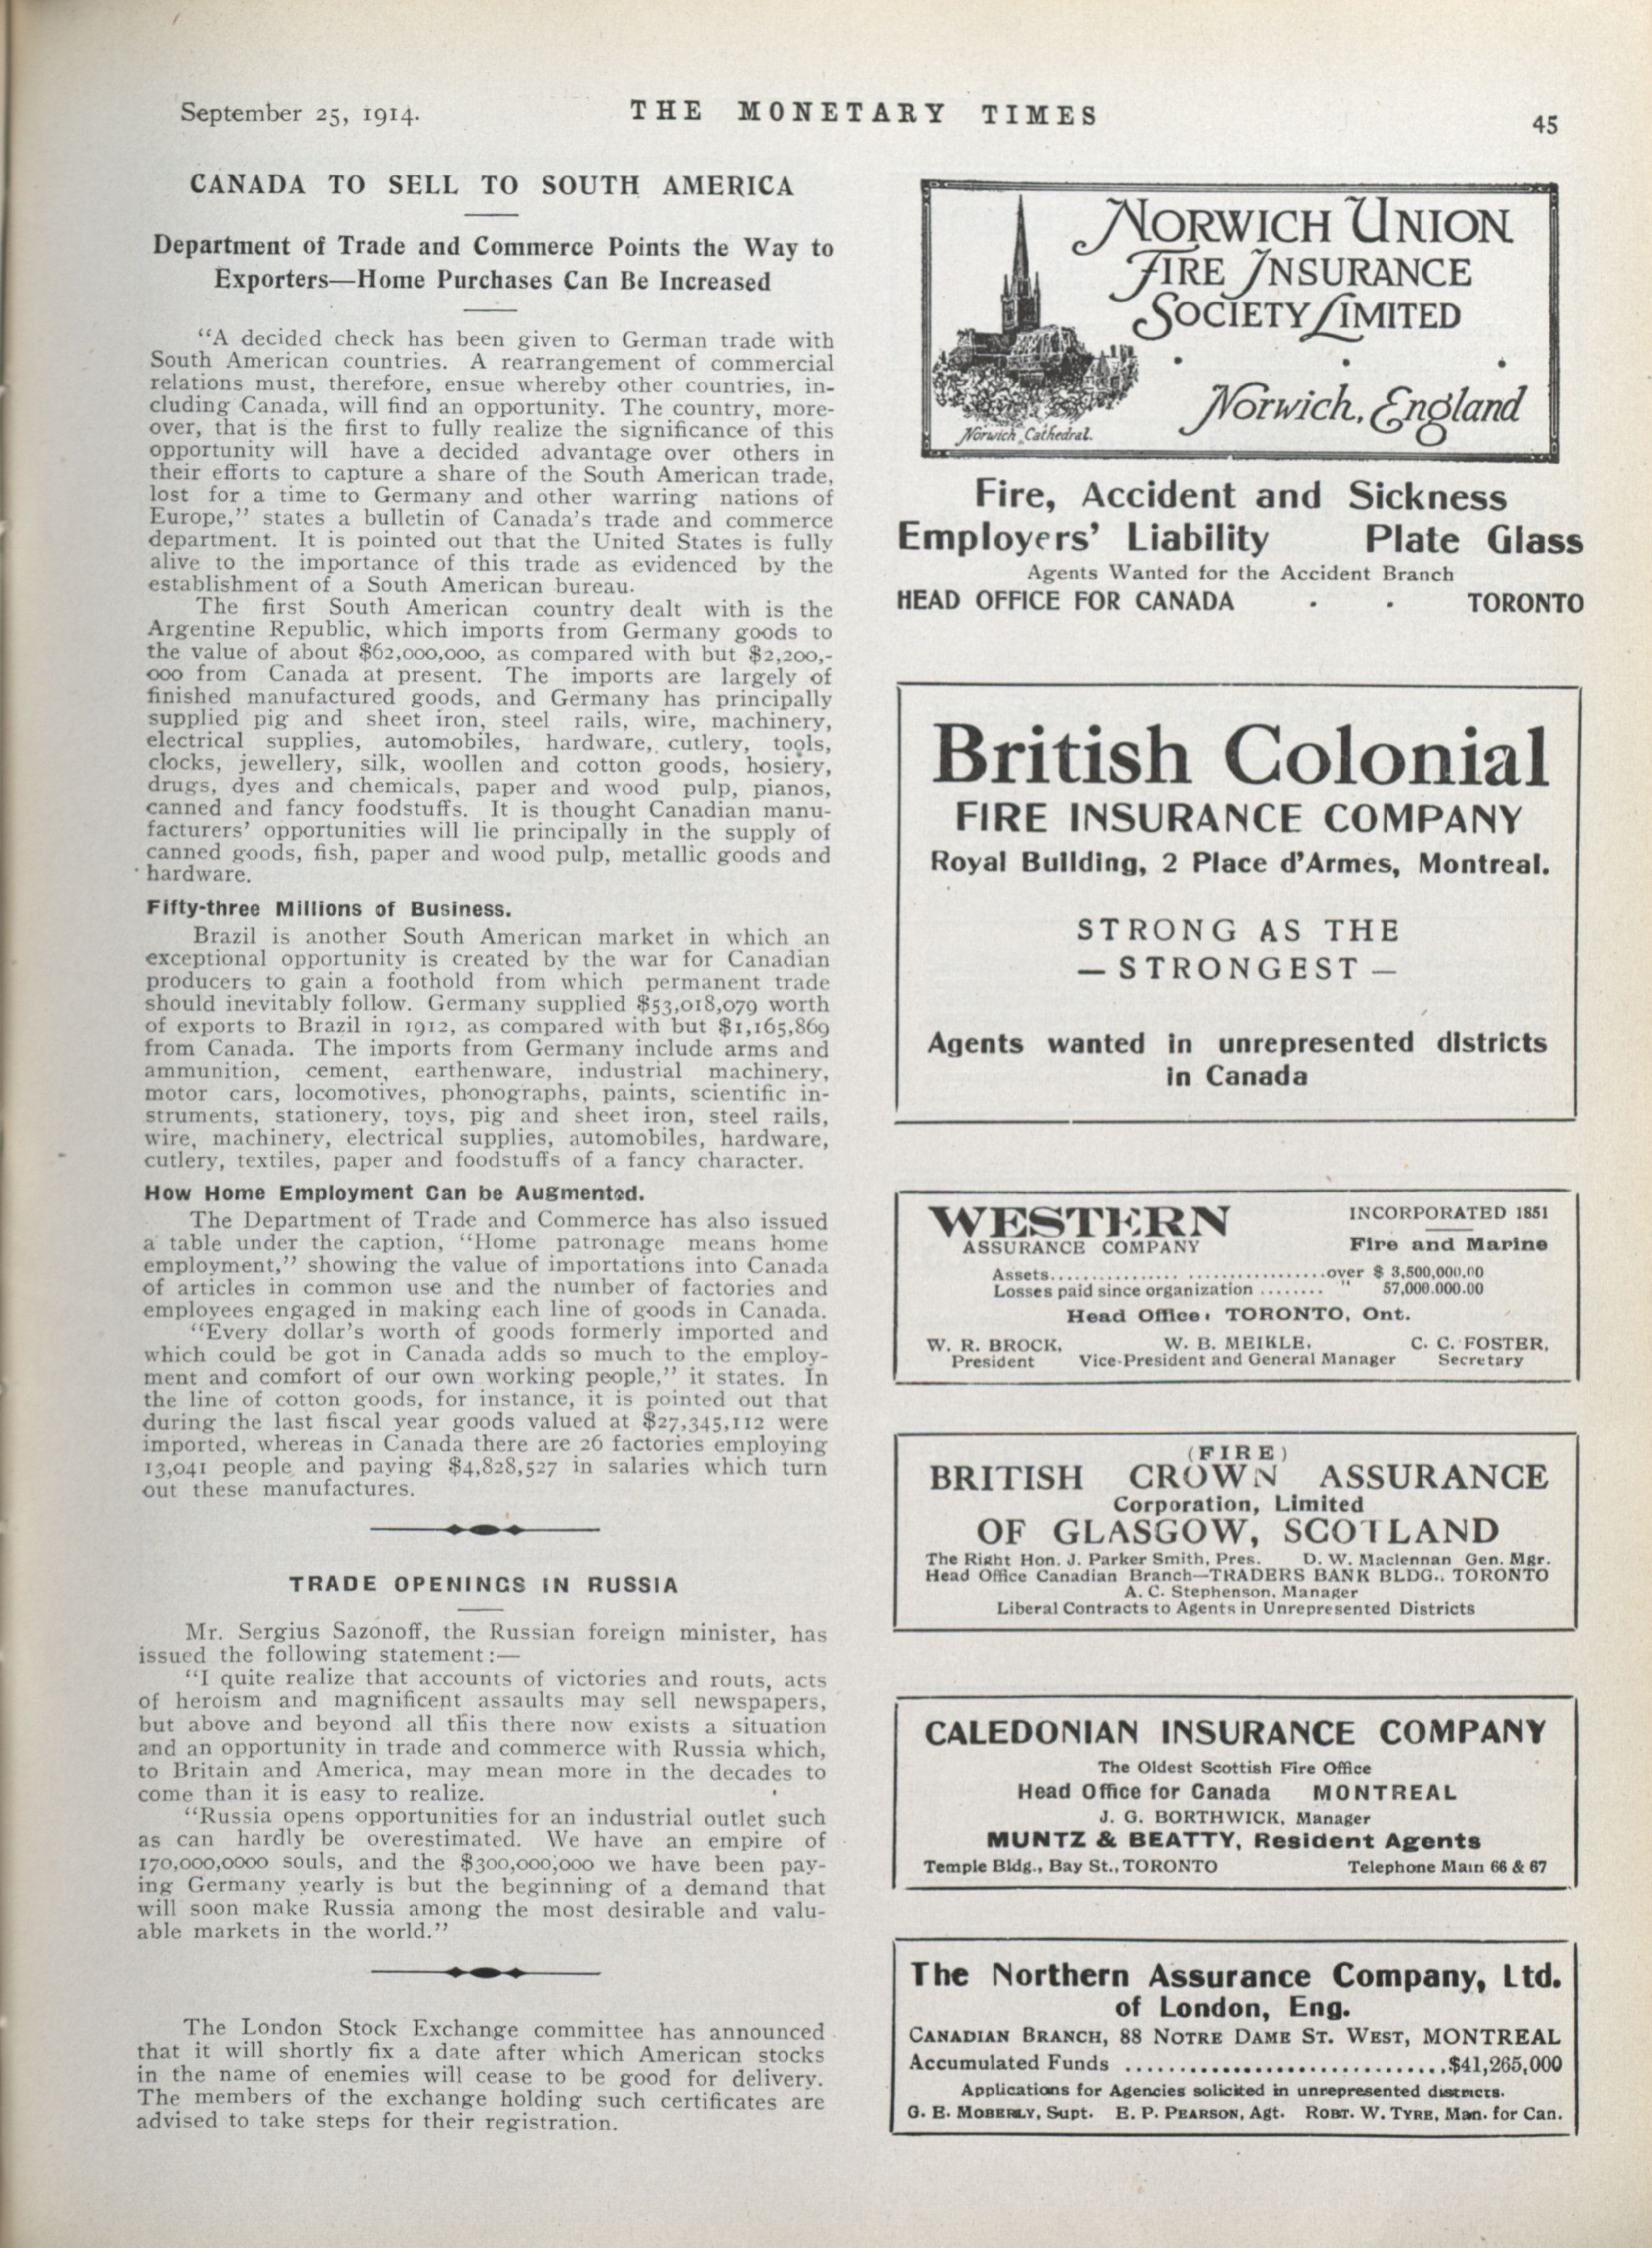 September 25, 1914.
THE MONETARY TIMES
45
CANADA TO SELL TO SOUTH AMERICA
Department of Trade and Commerce Points the Way to
Exporters—Home Purchases Can Be Increased
“A decided check has been given to German trade with
South American countries. A rearrangement of commercial
relations must, therefore, ensue whereby other countries, in-
cluding Canada, will find an opportunity. The country, more-
over, that is the first to fully realize the significance of this
opportunity will have a decided advantage over others in
their efforts to capture a share of the South American trade,
lost for a time to Germany and other warring nations of
Europe,” states a bulletin of Canada’s trade and commerce
department. It is pointed out that the United States is fully
alive to the importance of this trade as evidenced by the
establishment of a South American bureau.
The first South American country dealt with is the
Argentine Republic, which imports from Germany goods to
the value of about $62,000,000, as compared with but $2,200,-
000 from Canada at present. The imports are largely of
finished manufactured goods, and Germany has principally
supplied pig and sheet iron, steel rails, wire, machinery,
electrical supplies, automobiles, hardware, cutlery, tools,
clocks, jewellery, silk, woollen and cotton goods, hosiery,
drugs, dyes and chemicals, paper and wood pulp, pianos,
canned and fancy foodstuffs. It is thought Canadian manu-
facturers’ opportunities will lie principally in the supply of
canned goods, fish, paper and wood pulp, metallic goods and
hardware.
Fifty-three Millions of Business.
Brazil is another South American market in which an
exceptional opportunity is created by the war for Canadian
producers to gain a foothold from which permanent trade
should inevitably follow. Germany supplied $53,018,079 worth
of exports to Brazil in 1912, as compared with but $1,165,869
from Canada. The imports from Germany include arms and
ammunition, cement, earthenware, industrial machinery,
motor cars, locomotives, phonographs, paints, scientific in-
struments, stationery, toys, pig and sheet iron, steel rails,
wire, machinery, electrical supplies, automobiles, hardware,
cutlery, textiles, paper and foodstuffs of a fancy character.
How Home Employment Can be Augmented.
The Department of Trade and Commerce has also issued
a table under the caption, “Home patronage means home
employment,” showing the value of importations into Canada
of articles in common use and the number of factories and
employees engaged in making each line of goods in Canada.
“Every dollar’s worth of goods formerly imported and
which could be got in Canada adds so much to the employ-
ment and comfort of our own working people,” it states. In
the line of cotton goods, for instance, it is pointed out that
during the last fiscal year goods valued at $27,345,112 were
imported, whereas in Canada there are 26 factories employing
13,041 people and paying $4,828,527 in salaries which turn
out these manufactures.
TRADE OPENINGS IN RUSSIA
Mr. Sergius Sazonoff, the Russian foreign minister, has
issued the following statement:—
“I quite realize that accounts of victories and routs, acts
of heroism and magnificent assaults may sell newspapers,
but above and beyond all this there now exists a situation
and an opportunity in trade and commerce with Russia which,
to Britain and America, may mean more in the decades to
come than it is easy to realize.
“Russia opens opportunities for an industrial outlet such
as can hardly be overestimated. We have an empire of
170,000,0000 souls, and the $300,000,000 we have been pay-
ing Germany yearly is but the beginning of a demand that
will soon make Russia among the most desirable and valu-
able markets in the world.”
The London Stock Exchange committee has announced
that it will shortly fix a date after which American stocks
in the name of enemies will cease to be good for delivery.
The members of the exchange holding such certificates are
advised to take steps for their registration.
NORWICH UNION
FIRE INSURANCE
SOCIETY LIMITED
Norwich, England
Norwich Cathedral.
Fire, Accident and Sickness
Employers’ Liability Plate Glass
Agents Wanted for the Accident Branch
HEAD OFFICE FOR CANADA . . TORONTO
British Colonial
FIRE INSURANCE COMPANY
Royal Building, 2 Place d’Armes, Montreal.
STRONG AS THE
— STRONGEST —
Agents wanted in unrepresented districts
in Canada
WESTERN
ASSURANCE COMPANY
INCORPORATED 1851
Fire and Marine
Assets................................over $ 3,500,000.00
Losses paid since organization ........ " 57,000.000.00
Head Office: TORONTO, Ont.
W. R. BROCK, W. B. MEIKLE, C. C. FOSTER,
President Vice-President and General Manager Secretary
(FIRE)
BRITISH CROWN ASSURANCE
Corporation, Limited
OF GLASGOW, SCOTLAND
The Right Hon. J. Parker Smith, Pres. D. W. Maclennan Gen. Mgr.
Head Office Canadian Branch—TRADERS BANK BLDG., TORONTO
A. C. Stephenson, Manager
Liberal Contracts to Agents in Unrepresented Districts
CALEDONIAN INSURANCE COMPANY
The Oldest Scottish Fire Office
Head Office for Canada MONTREAL
J. G. BORTHWICK, Manager
MUNTZ & BEATTY, Resident Agents
Temple Bldg., Bay St., TORONTO Telephone Main 66 & 67
The Northern Assurance Company, Ltd.
of London, Eng.
CANADIAN BRANCH, 88 NOTRE DAME ST. WEST, MONTREAL
Accumulated Funds ..............................$41,265,000
Applications for Agencies solicited in unrepresented districts.
G. E. MOBERLY, Supt. E. P. PEARSON, Agt. ROBT. W. TYRE, Man. for Can.